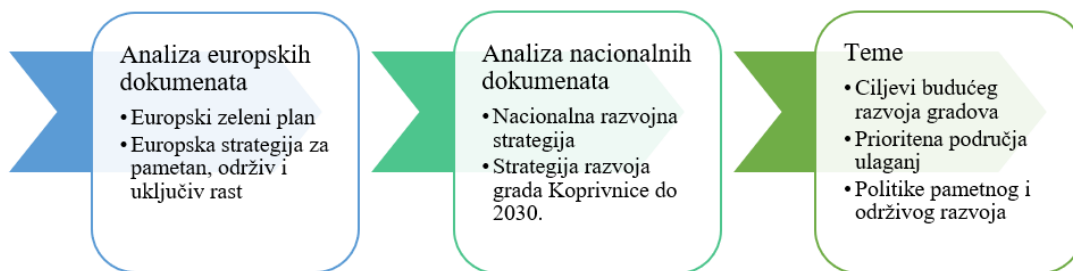 Analiza europskih
dokumenata
• Europski zeleni plan
• Europska strategija za
pametan, održiv i
uključiv rast
Analiza nacionalnih
dokumenata
• Nacionalna razvojna
strategija
• Strategija razvoja
grada Koprivnice do
2030.
Teme
• Ciljevi budućeg
razvoja gradova
• Prioritena područja
ulaganj
• Politike pametnog i
održivog razvoja